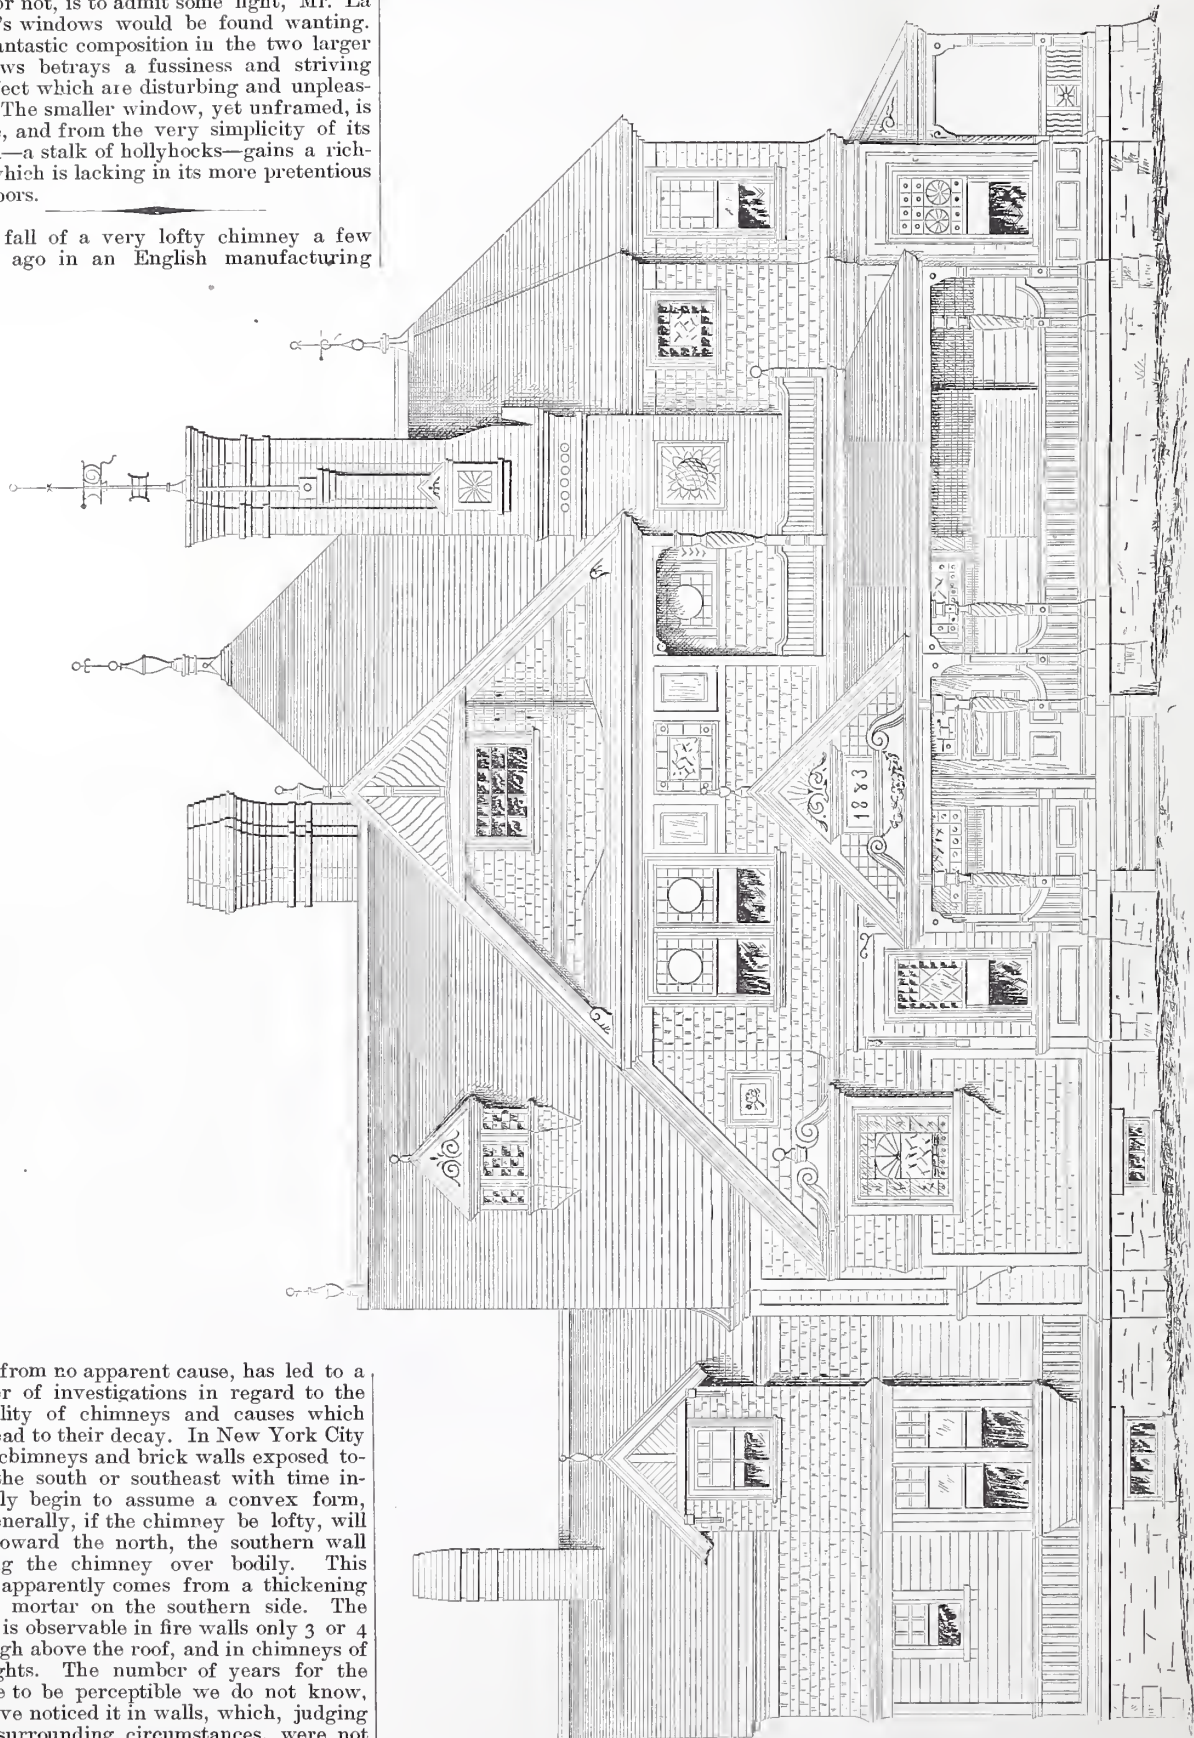 or not, is to admit some light, Mr. La
's windows would be found wanting.
antastic composition in the two larger
ws betrays a fussiness and striving
fect which are disturbing and unpleas-
The smaller window, yet unframed, is
, and from the very simplicity of its
—a stalk of hollyhocks—gains a rich-
which is lacking in its more pretentious
oors.
fall of a very lofty chimney a few
ago in an English manufacturing
from no apparent cause, has led to a
r of investigations in regard to the
lity of chimneys and causes which
ead to their decay. In New York City
chimneys and brick walls exposed to-
the south or southeast with time in-
ly begin to assume a convex form,
enerally, if the chimney be lofty, will
oward the north, the southern wall
g the chimney over bodily. This
apparently comes from a thickening
mortar on the southern side. The
is observable in fire walls only 3 or 4
gh above the roof, and in chimneys of
ghts. The number of years for the
e to be perceptible we do not know,
ve noticed it in walls, which, judging
surrounding circumstances, were not
1883